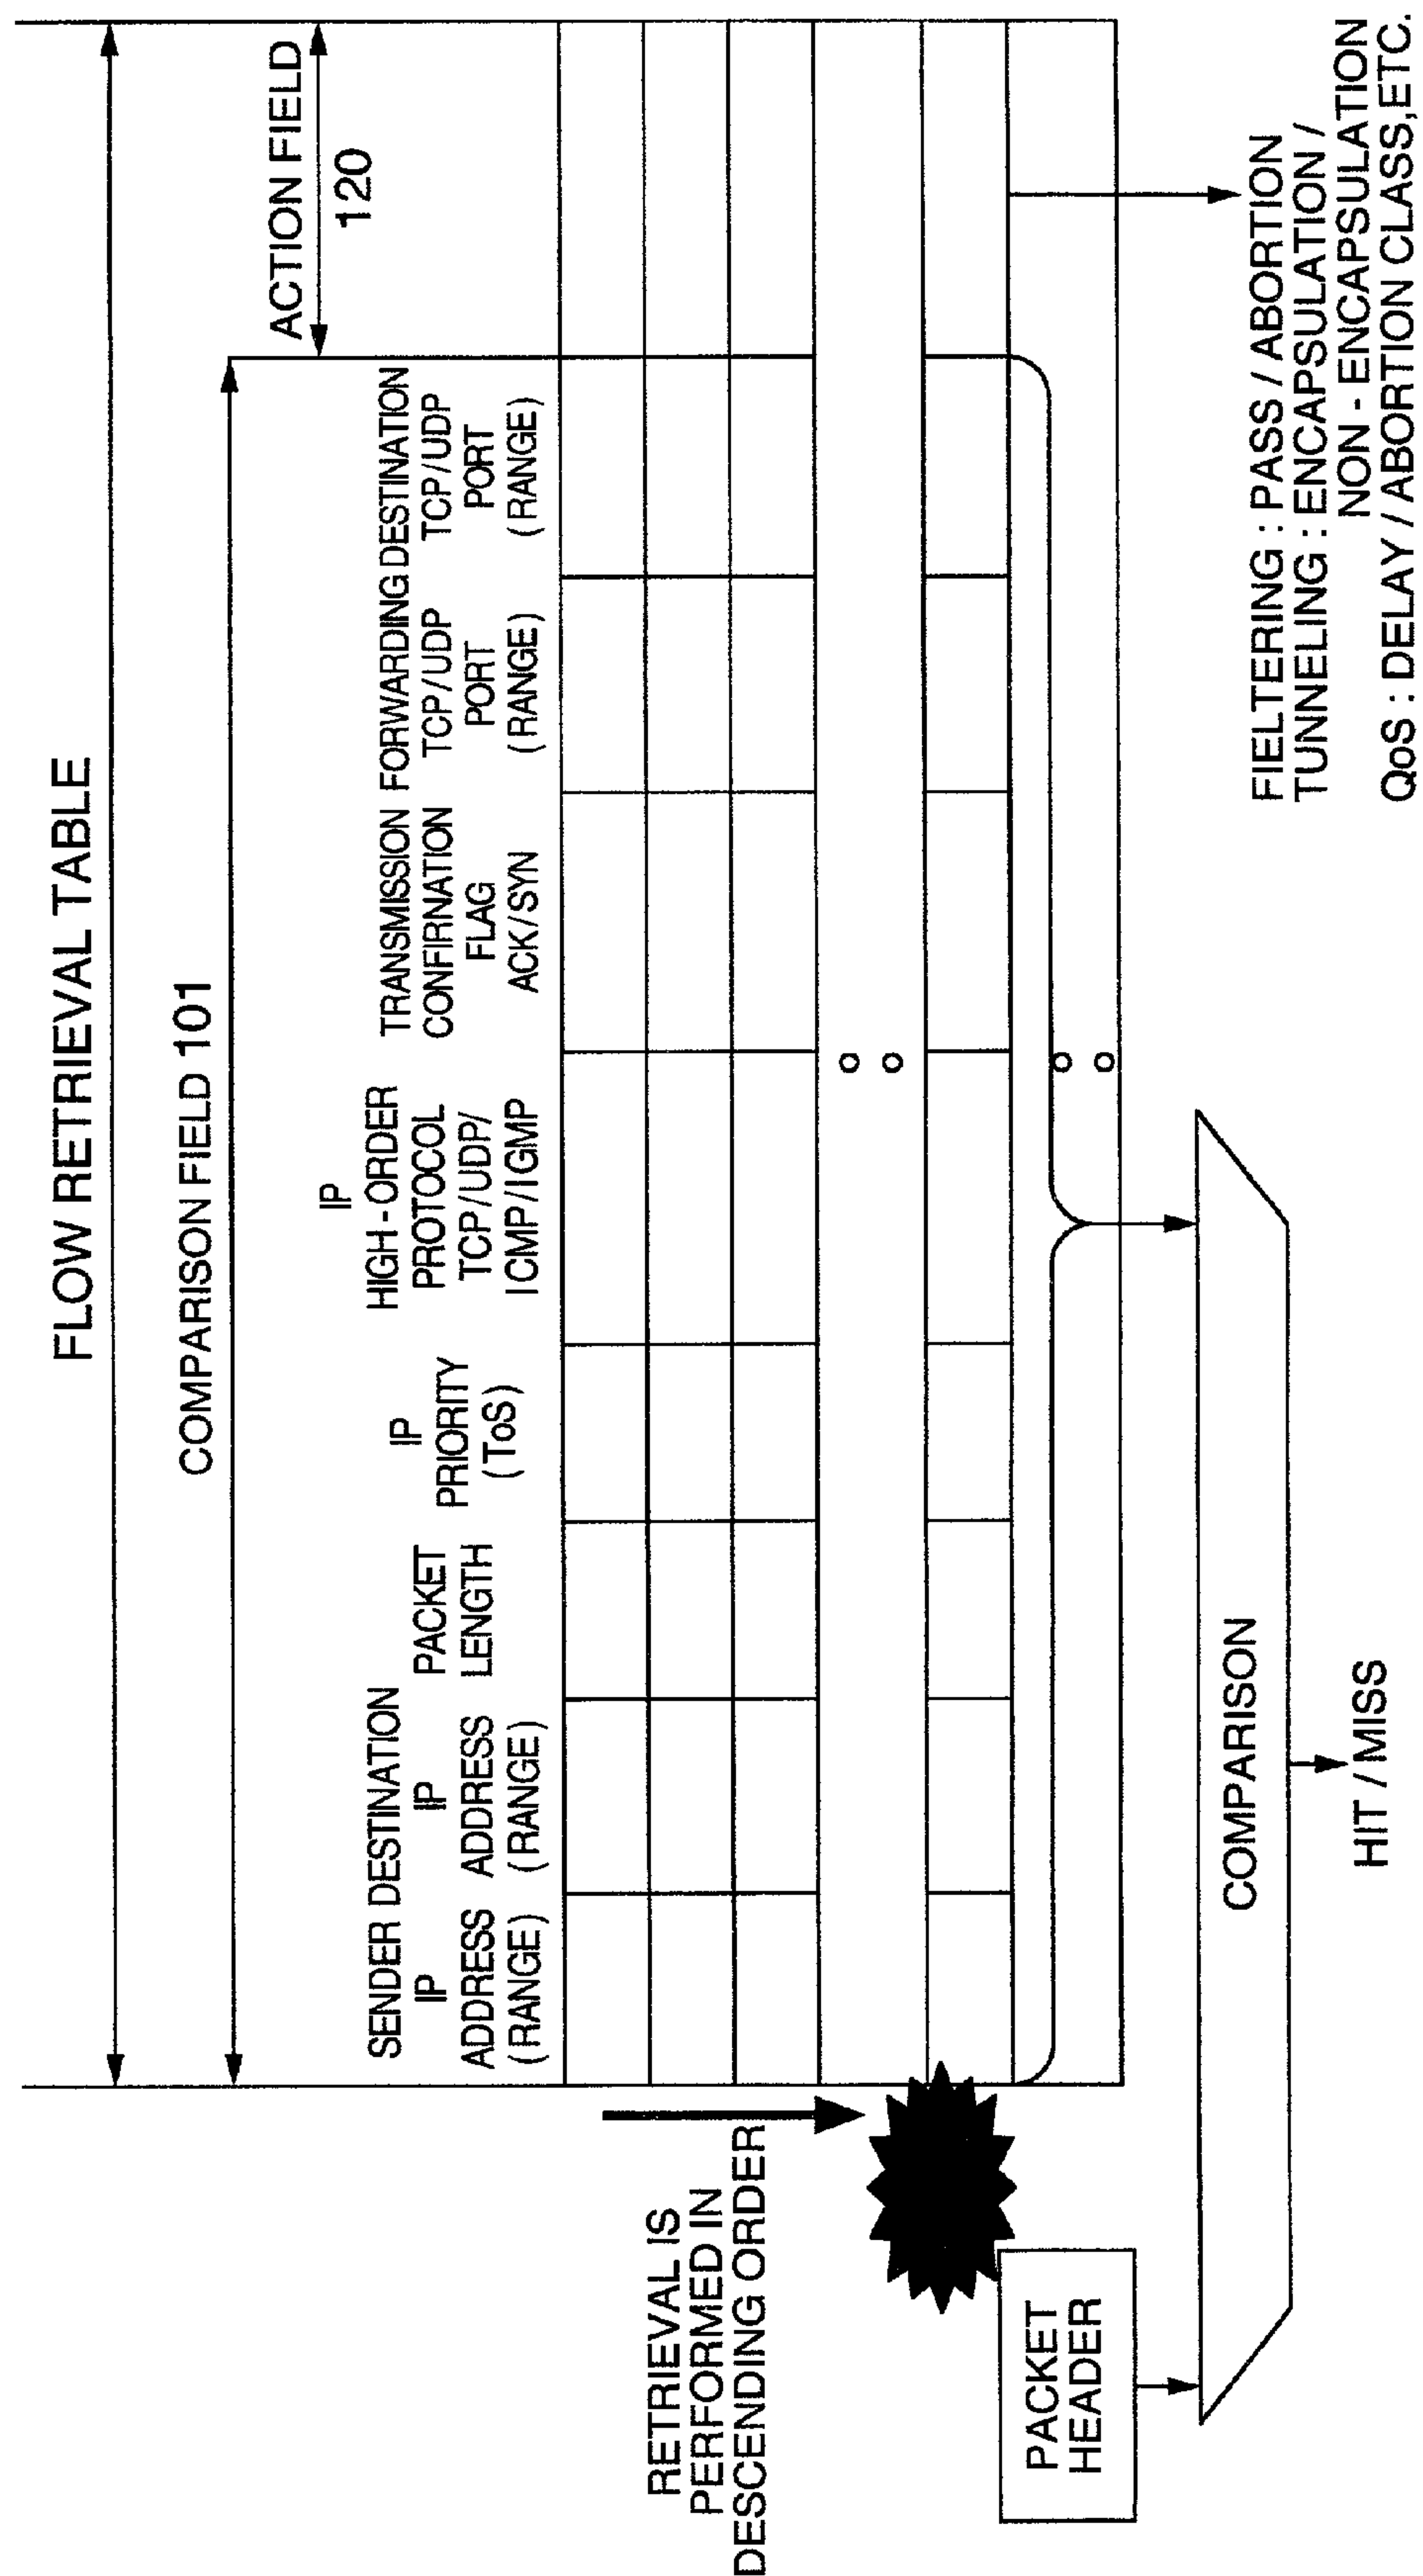 FLOW RETRIEVAL TABLE
COMPARISON FIELD 101
ACTION FIELD
120
SENDER
IP
ADDRESS
(RANGE)
DESTINATION
IP
ADDRESS
(RANGE)
PACKET
LENGTH
IP
PRIORITY
(ToS)
IP
HIGH-ORDER
PROTOCOL
TCP/UDP/
ICMP/IGMP
TRANSMISSION
CONFIRNATION
FLAG
ACK/SYN
FORWARDING
TCP/UDP
PORT
(RANGE)
DESTINATION
TCP/UDP
PORT
(RANGE)
RETRIEVAL IS
PERFORMED IN
DESCENDING ORDER
PACKET
HEADER
COMPARISON
HIT / MISS
FIELTERING : PASS / ABORTION
TUNNELING : ENCAPSULATION /
NON - ENCAPSULATION
QoS : DELAY / ABORTION CLASS,ETC.